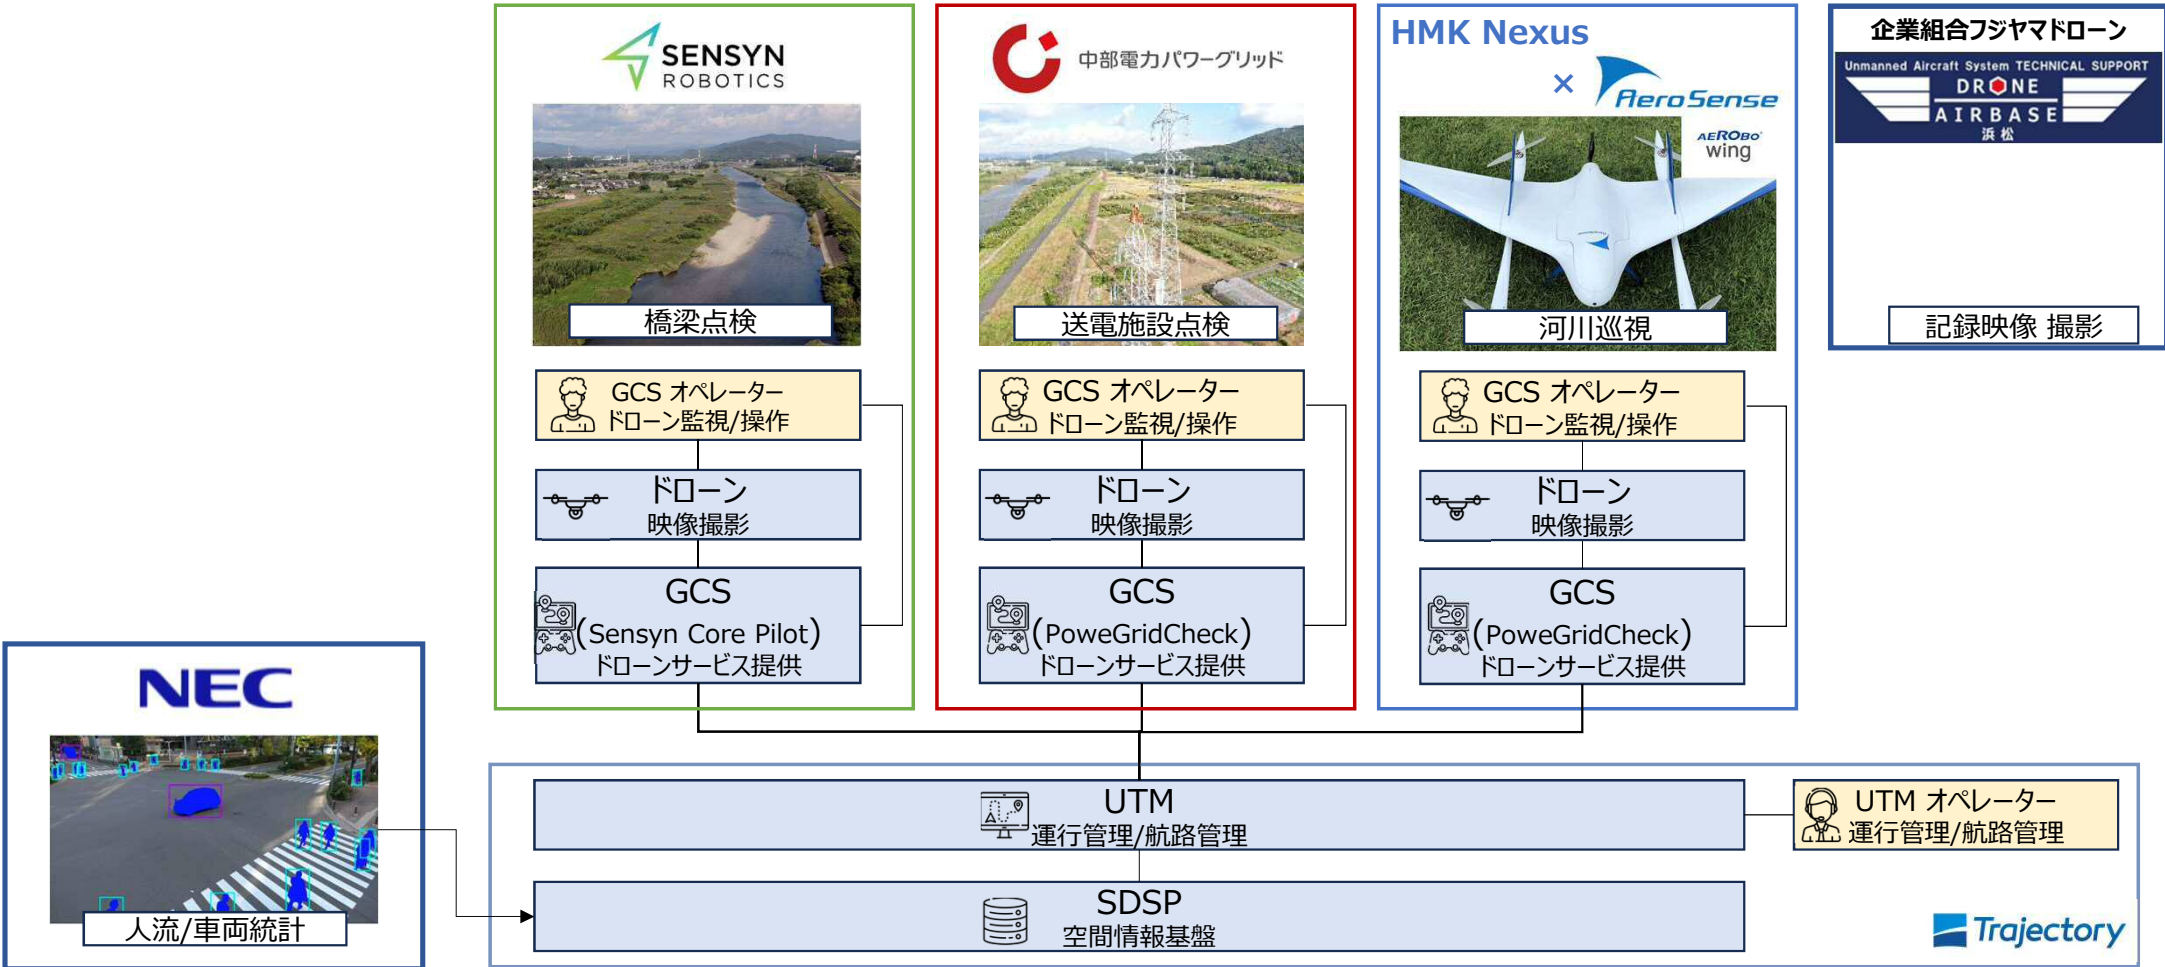 SENSYN
ROBOTICS
橋梁点検
GCS オペレーター
ドローン監視/操作
ドローン
映像撮影
GCS
(Sensyn Core Pilot)
ドローンサービス提供
中部電力パワーグリッド
送電施設点検
GCS オペレーター
ドローン監視/操作
ドローン
映像撮影
GCS
(PoweGridCheck)
ドローンサービス提供
HMK Nexus
×
AeroSense
AEROBO
wing
河川巡視
GCS オペレーター
ドローン監視/操作
ドローン
映像撮影
GCS
(PoweGridCheck)
ドローンサービス提供
企業組合フジヤマドローン
Unmanned Aircraft System TECHNICAL SUPPORT
DRONE
AIRBASE
浜松
記録映像 撮影
NEC
人流/車両統計
UTM
運行管理/航路管理
UTM オペレーター
運行管理/航路管理
SDSP
空間情報基盤
Trajectory